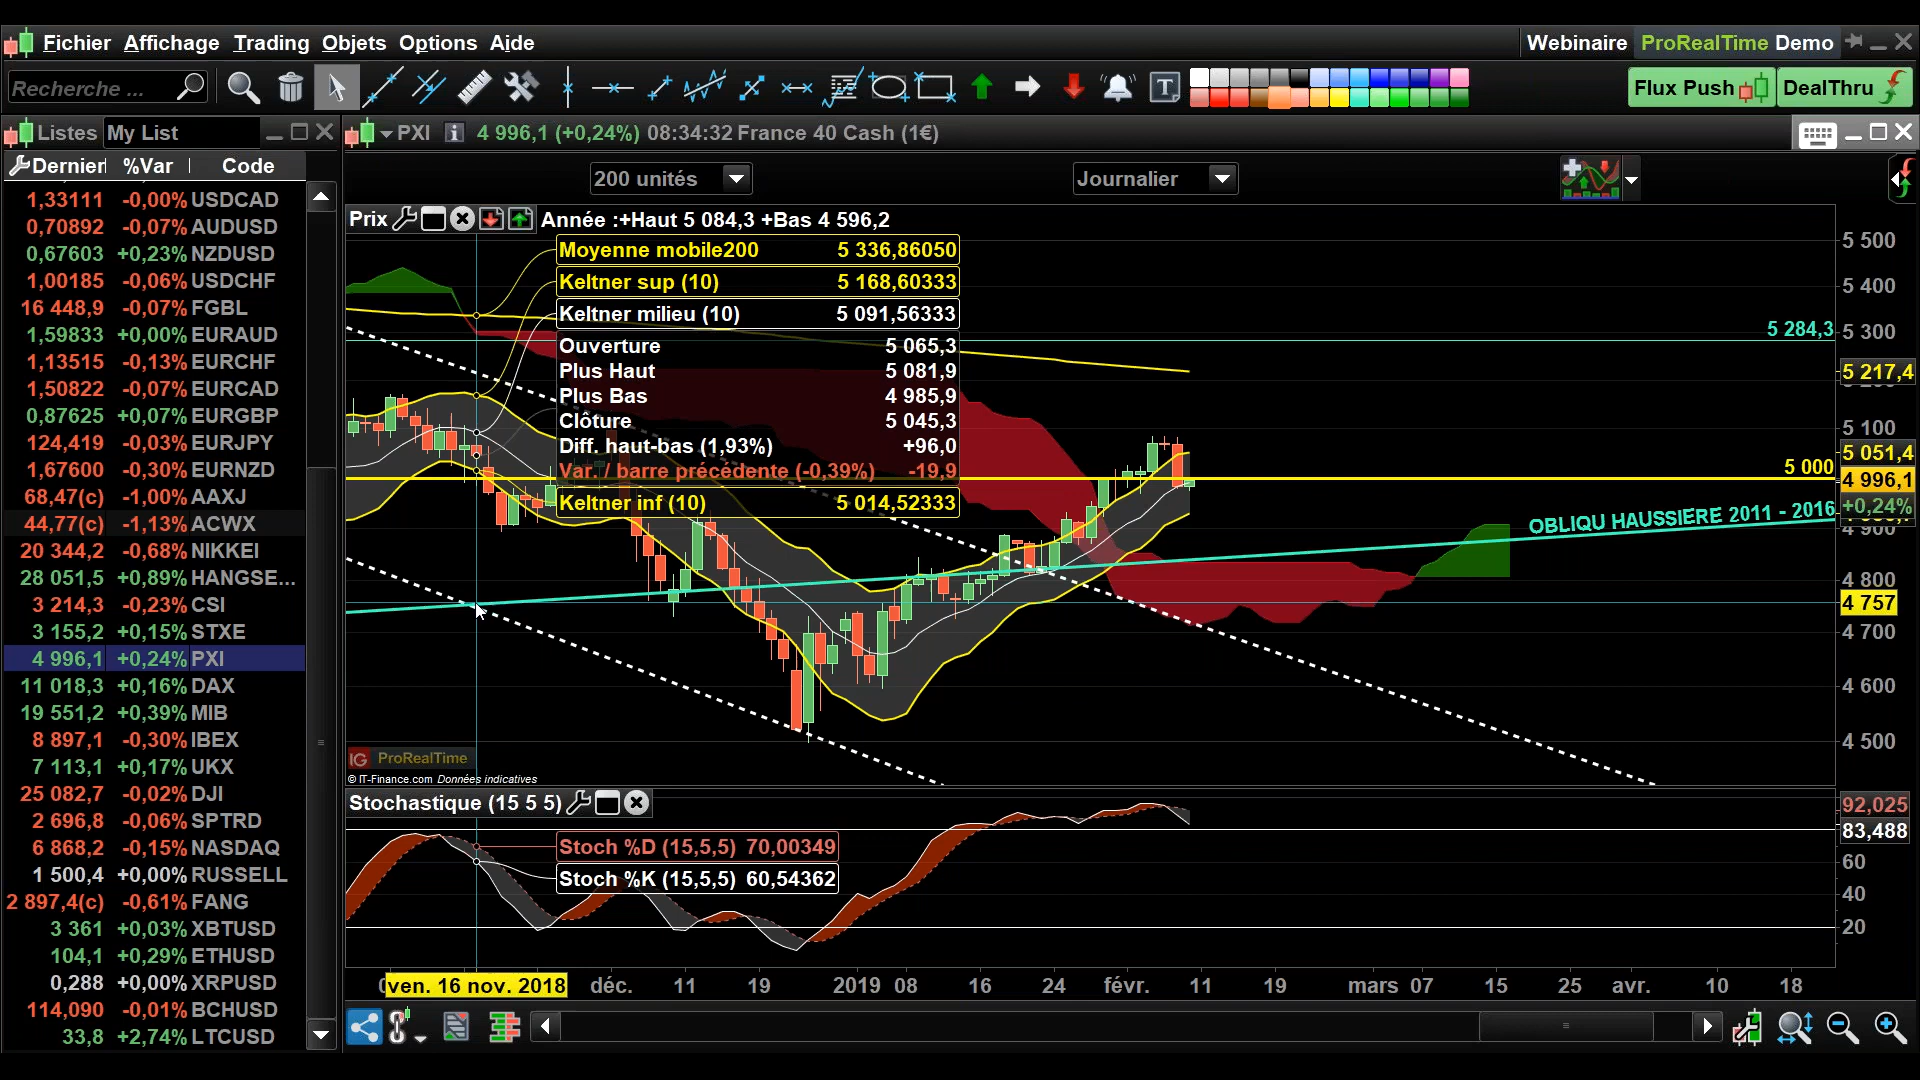 Fichier Affichage Trading Objets Options Aide
Webinaire ProRealTime Demo
Recherche ...
T
Flux Push
DealThru
Listes My List
PXI i 4 996,1 (+0,24%) 08:34:32 France 40 Cash (1€)
Dernier %Var Code
200 unités
Journalier
1,33111 -0,00% USDCAD
0,70892 -0,07% AUDUSD
0,67603 +0,23% NZDUSD
1,00185 -0,06% USDCHF
16 448,9 -0,07% FGBL
1,59833 +0,00% EURAUD
1,13515 -0,13% EURCHF
1,50822 -0,07% EURCAD
0,87625 +0,07% EURGBP
124,419 -0,03% EURJPY
1,67600 -0,30% EURNZD
68,47(c) -1,00% AAXJ
44,77(c) -1,13% ACWX
20 344,2 -0,68% NIKKEI
28 051,5 +0,89% HANGSE...
3 214,3 -0,23% CSI
3 155,2 +0,15% STXE
4 996,1 +0,24% PXI
11 018,3 +0,16% DAX
19 551,2 +0,39% MIB
8 897,1 -0,30% IBEX
7 113,1 +0,17% UKX
25 082,7 -0,02% DJI
2 696,8 -0,06% SPTRD
6 868,2 -0,15% NASDAQ
1 500,4 +0,00% RUSSELL
2 897,4(c) -0,61% FANG
3 361 +0,03% XBTUSD
104,1 +0,29% ETHUSD
0,288 +0,00% XRPUSD
114,090 -0,01% BCHUSD
33,8 +2,74% LTCUSD
Prix
Année :+Haut 5 084,3 +Bas 4 596,2
Moyenne mobile200 5 336,86050
Keltner sup (10) 5 168,60333
Keltner milieu (10) 5 091,56333
Ouverture 5 065,3
Plus Haut 5 081,9
Plus Bas 4 985,9
Clôture 5 045,3
Diff. haut-bas (1,93%) +96,0
Var. / barre précédente (-0,39%) -19,9
Keltner inf (10) 5 014,52333
5 284,3
5 000
OBLIQU HAUSSIERE 2011 - 2016
5 500
5 400
5 300
5 217,4
5 100
5 051,4
4 996,1
+0,24%
4 900
4 800
4 757
4 700
4 600
4 500
IG ProRealTime
© IT-Finance.com Données indicatives
Stochastique (15 5 5)
Stoch %D (15,5,5) 70,00349
Stoch %K (15,5,5) 60,54362
92,025
83,488
60
40
20
ven. 16 nov. 2018 déc. 11 19 2019 08 16 24 févr. 11 19 mars 07 15 25 avr. 10 18